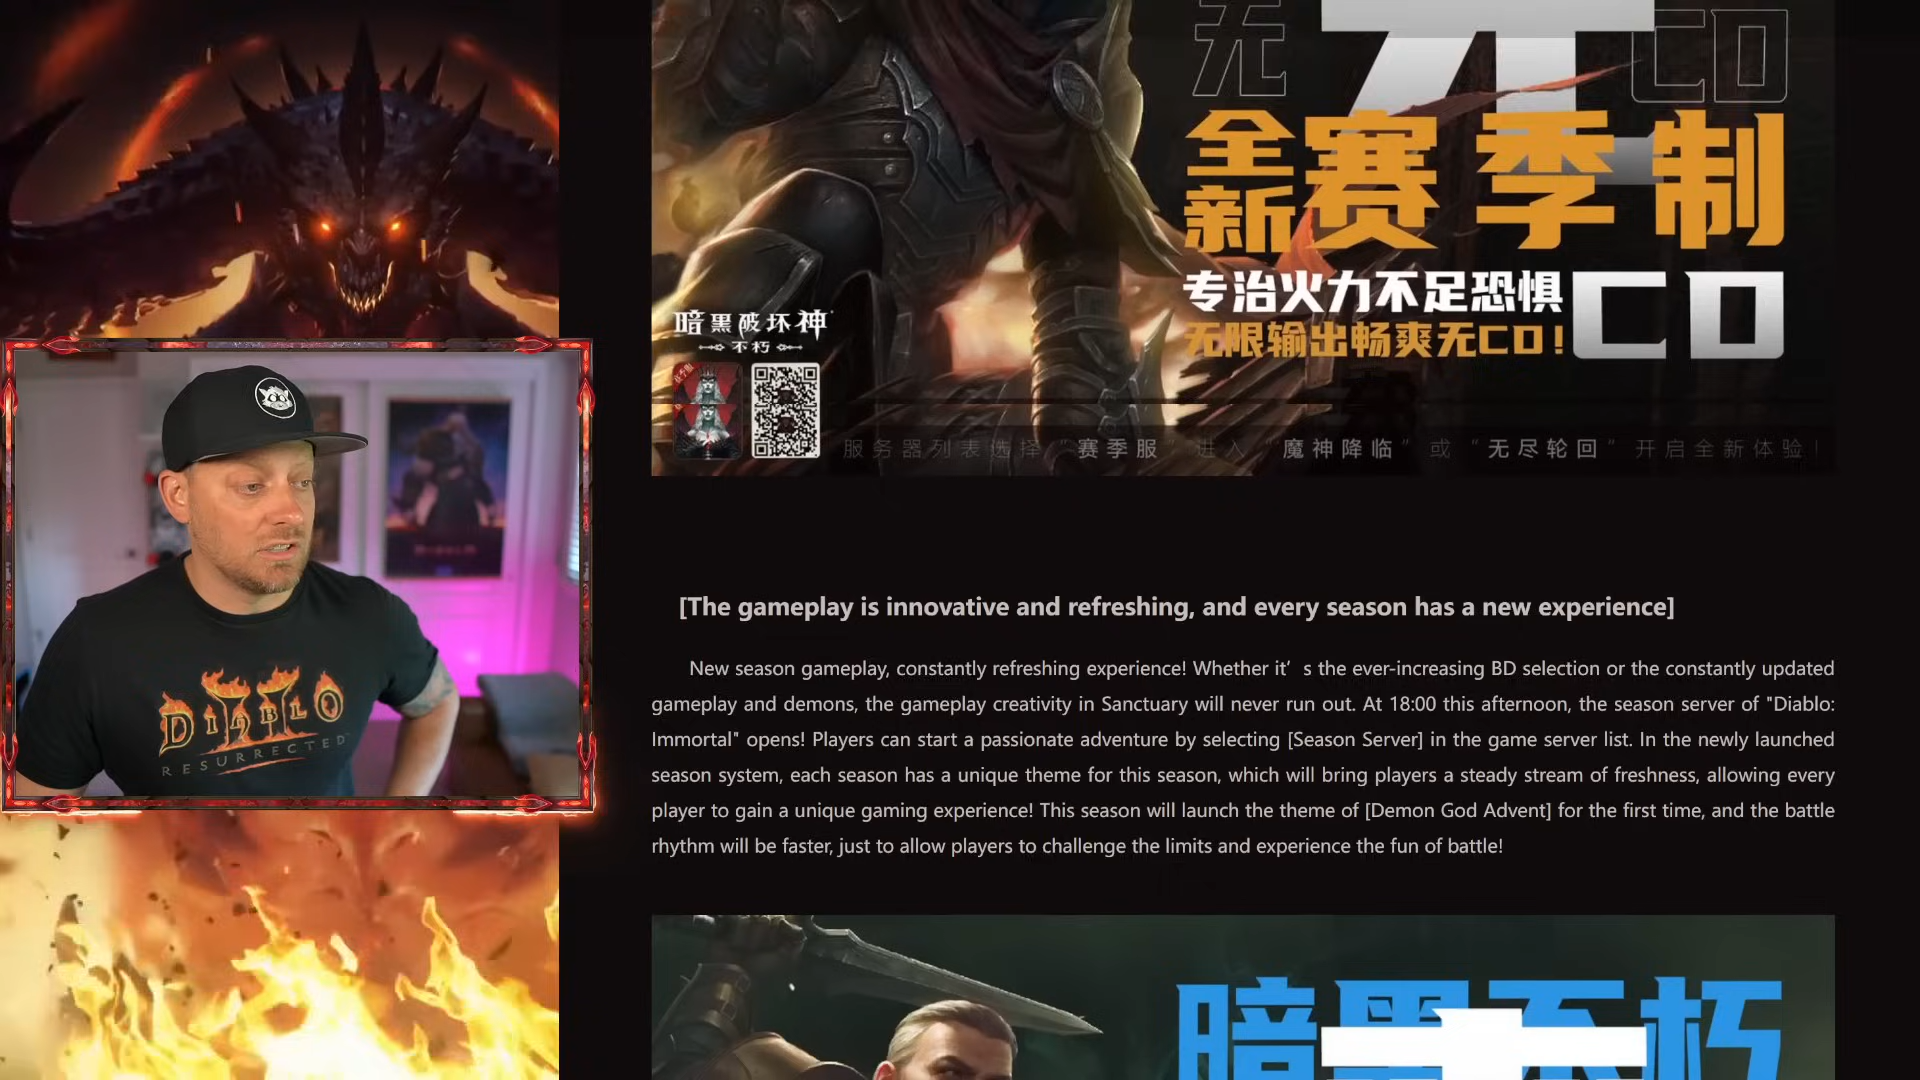 无
无
CD
全新赛季制
专治火力不足恐惧
无限输出畅爽无CD!
CD
暗黑破坏神
不朽
服务器列表选择“赛季服”进入“魔神降临”或“无尽轮回”开启全新体验!
DIABLO
II
RESURRECTED
[The gameplay is innovative and refreshing, and every season has a new experience]
New season gameplay, constantly refreshing experience! Whether it’ s the ever-increasing BD selection or the constantly updated
gameplay and demons, the gameplay creativity in Sanctuary will never run out. At 18:00 this afternoon, the season server of "Diablo:
Immortal" opens! Players can start a passionate adventure by selecting [Season Server] in the game server list. In the newly launched
season system, each season has a unique theme for this season, which will bring players a steady stream of freshness, allowing every
player to gain a unique gaming experience! This season will launch the theme of [Demon God Advent] for the first time, and the battle
rhythm will be faster, just to allow players to challenge the limits and experience the fun of battle!
暗黑不朽